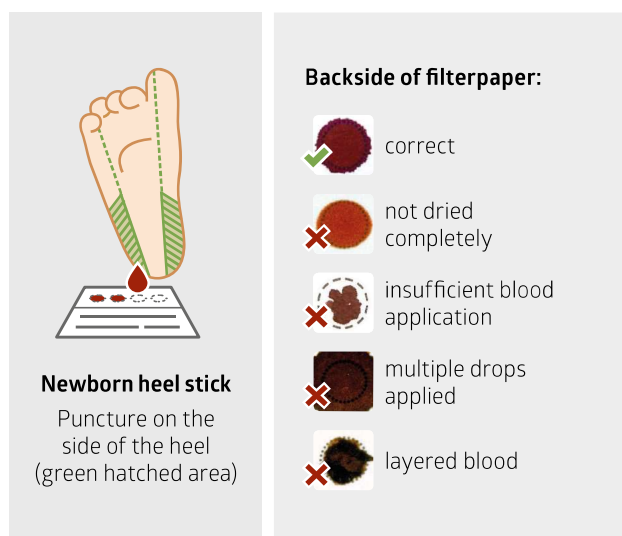 Newborn heel stick
Puncture on the
side of the heel
(green hatched area)
Backside of filterpaper:
correct
not dried
completely
insufficient blood
application
multiple drops
applied
layered blood